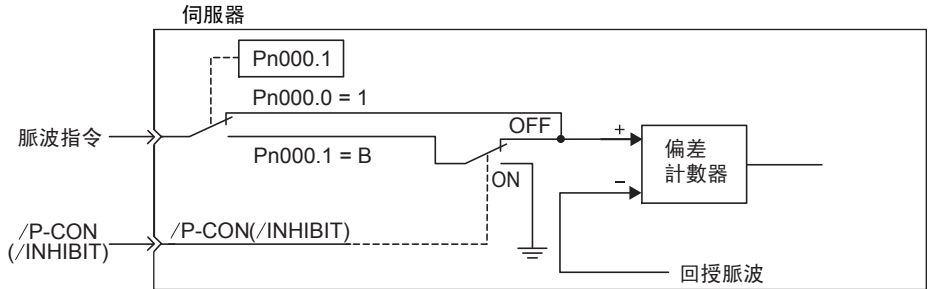 伺服器
Pn000.1
Pn000.0 = 1
脈波指令
OFF
+
偏差
計數器
Pn000.1 = B
ON
−
/P-CON
(/INHIBIT)
/P-CON(/INHIBIT)
回授脈波